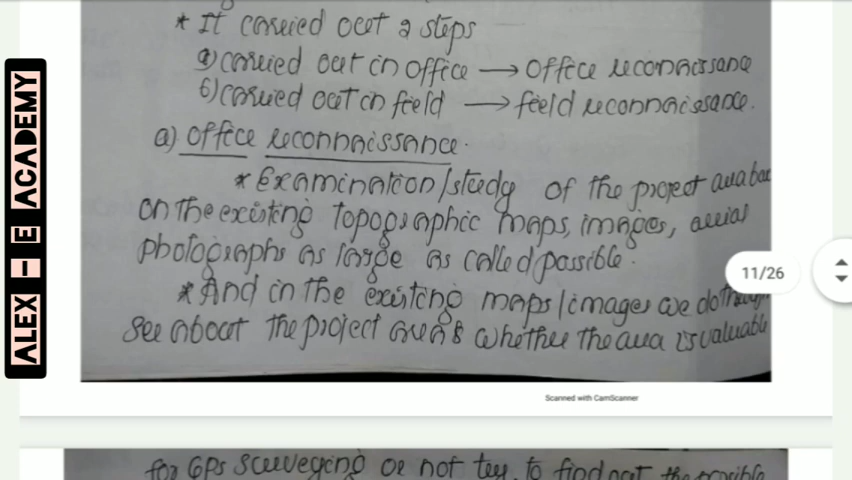 * It carried out 2 steps
a) carried out in office → office reconnaissance
b) carried out in field → field reconnaissance.
a) office reconnaissance.
* Examination/study of the project area
on the existing topographic maps, images, aerial
photographs as large as called possible.
* And in the existing maps/images we do
see about the project area & whether the area is valuable
Scanned with CamScanner
for GPS surveying or not try, to find out the possible
11/26
ALEX - E ACADEMY